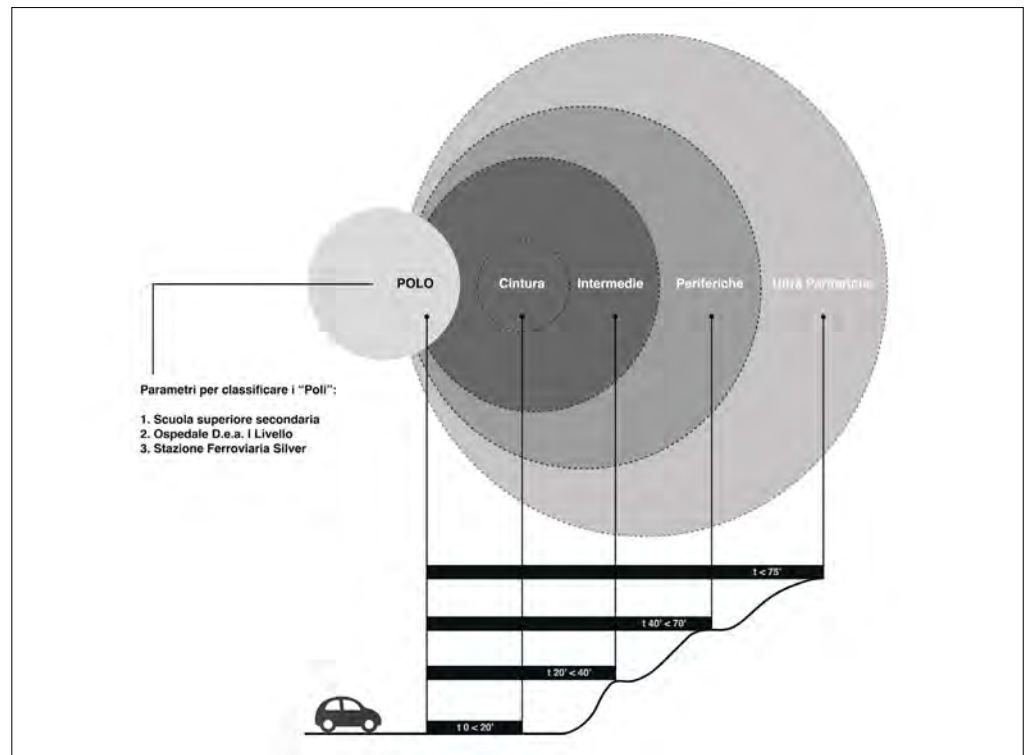 POLO
Cintura
Intermedie
Periferiche
Ultra Periferiche
Parametri per classificare i “Poli”:
1. Scuola superiore secondaria
2. Ospedale D.e.a. I Livello
3. Stazione Ferroviaria Silver
t < 75'
t 40' < 70'
t 20' < 40'
t 0 < 20'